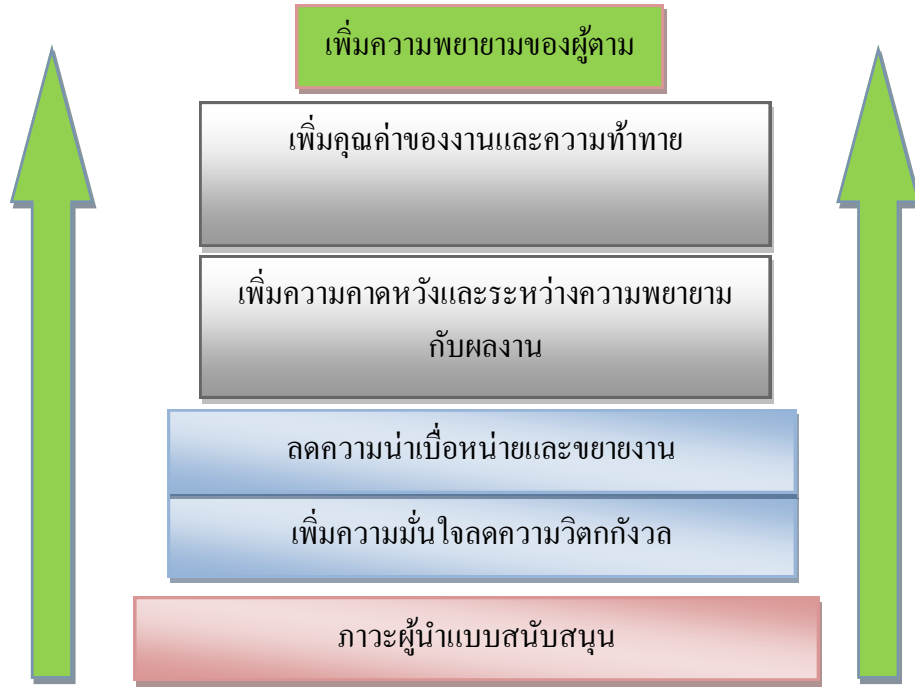 เพิ่มความพยายามของผู้ตาม
เพิ่มคุณค่าของงานและความท้าทาย
เพิ่มความคาดหวังและระหว่างความพยายาม
กับผลงาน
ลดความน่าเบื่อหน่ายและขยายงาน
เพิ่มความมั่นใจลดความวิตกกังวล
ภาวะผู้นำแบบสนับสนุน